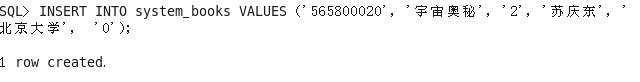 SQL> INSERT INTO system_books VALUES ('565800020', '宇宙奥秘', '2', '苏庆东', '
北京大学', '0');
1 row created.